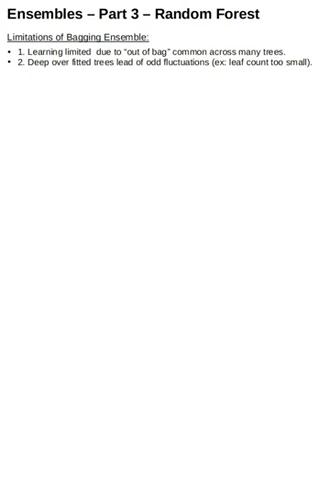 Ensembles – Part 3 – Random Forest
Limitations of Bagging Ensemble:
• 1. Learning limited  due to “out of bag” common across many trees.
• 2. Deep over fitted trees lead of odd fluctuations (ex: leaf count too small).